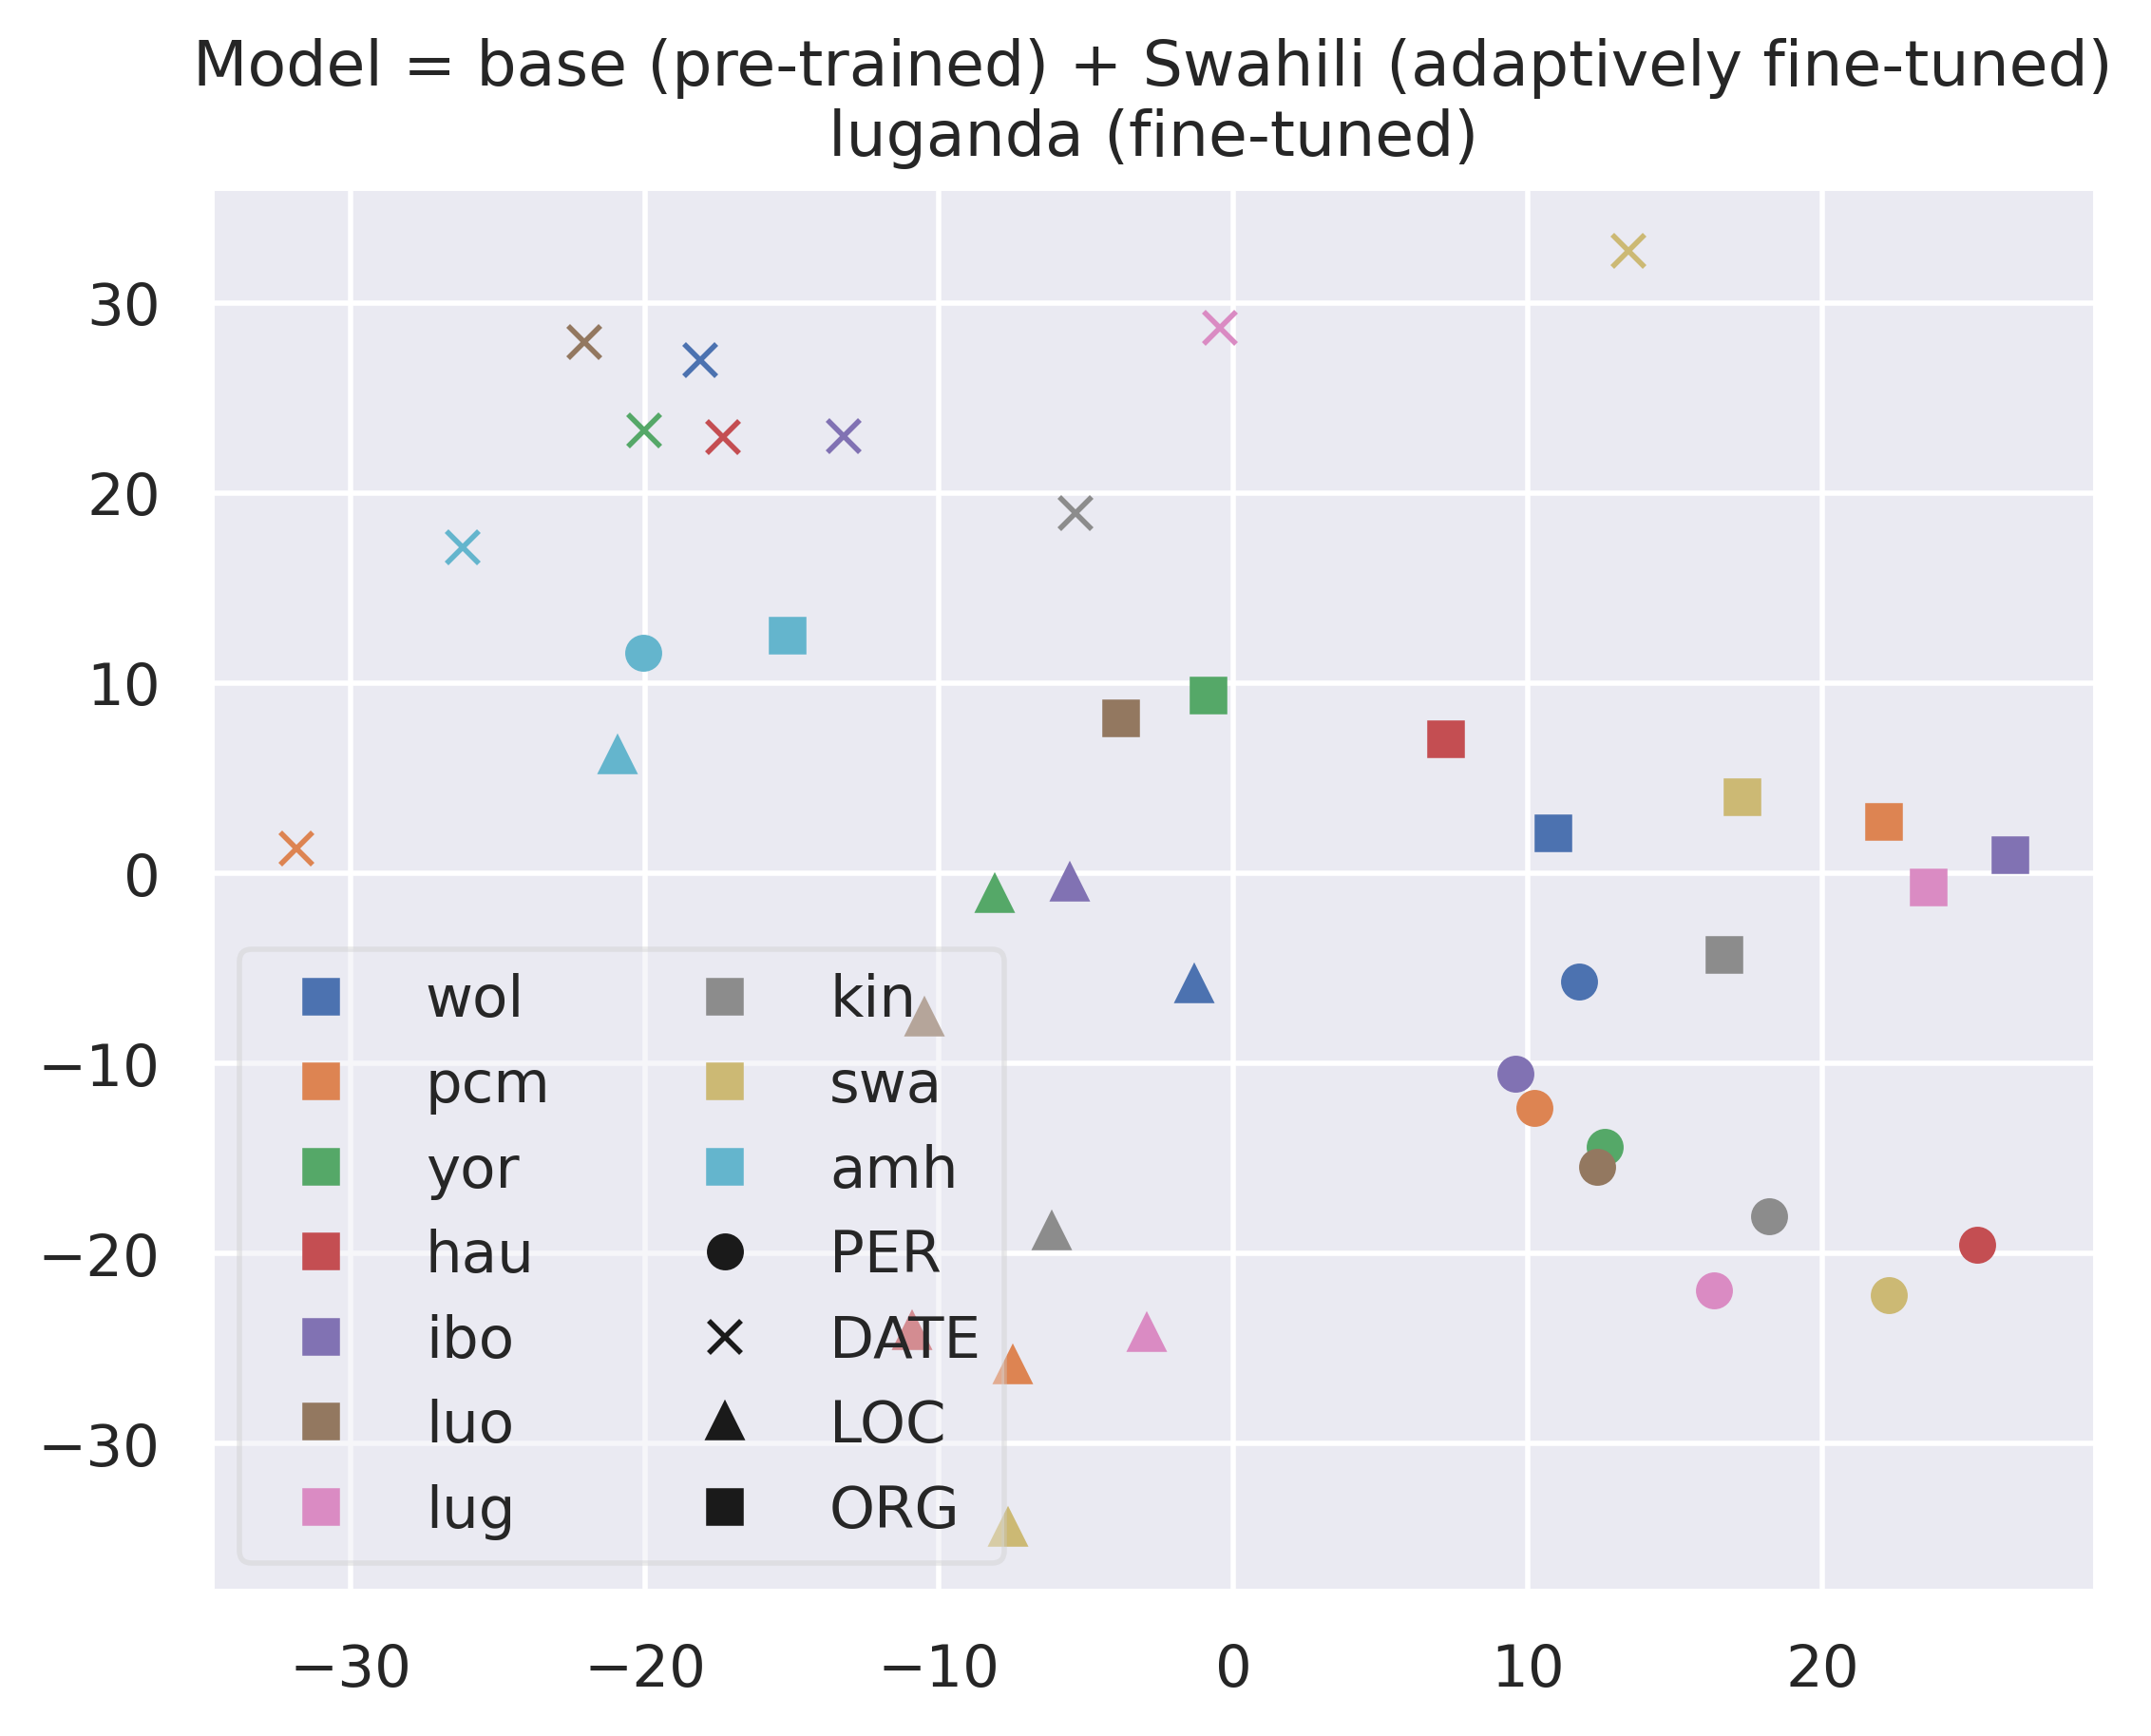 Model = base (pre-trained) + Swahili (adaptively fine-tuned)
luganda (fine-tuned)
30
20
10
0
−10
−20
−30
wol
pcm
yor
hau
ibo
luo
lug
kin
swa
amh
PER
DATE
LOC
ORG
−30 −20 −10 0 10 20